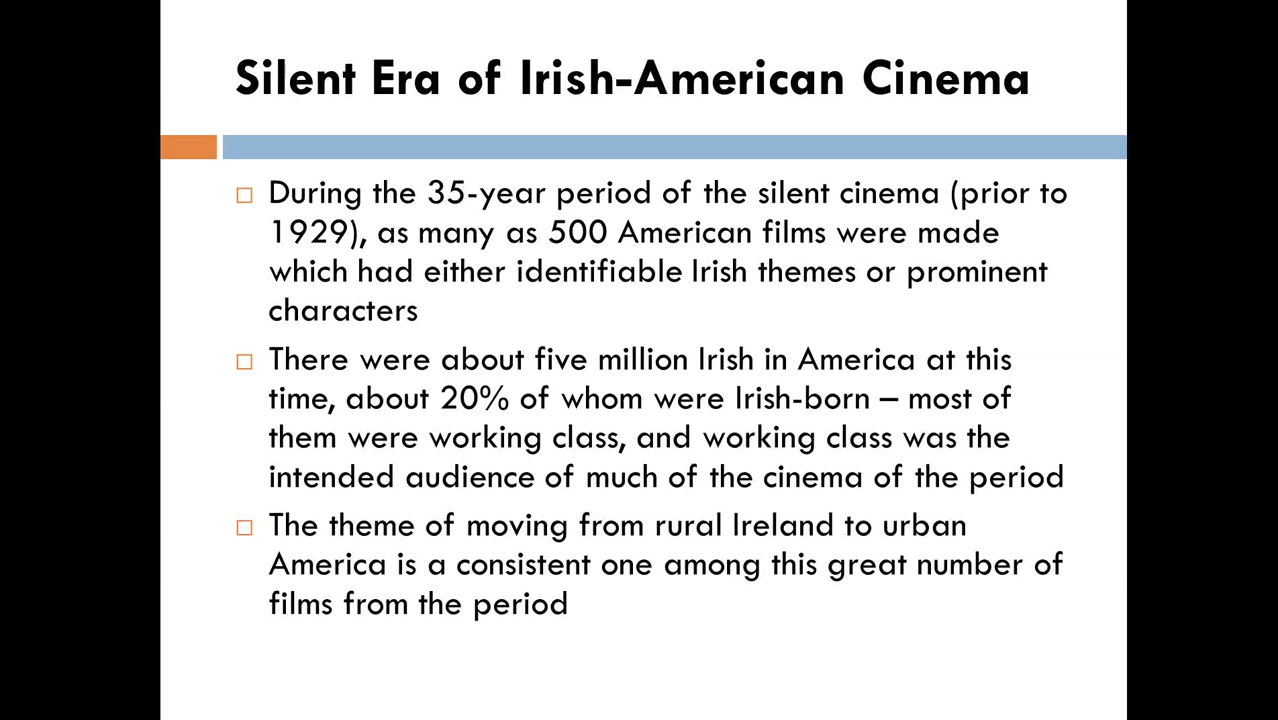 Silent Era of Irish-American Cinema
During the 35-year period of the silent cinema (prior to
1929), as many as 500 American films were made
which had either identifiable Irish themes or prominent
characters
There were about five million Irish in America at this
time, about 20% of whom were Irish-born – most of
them were working class, and working class was the
intended audience of much of the cinema of the period
The theme of moving from rural Ireland to urban
America is a consistent one among this great number of
films from the period